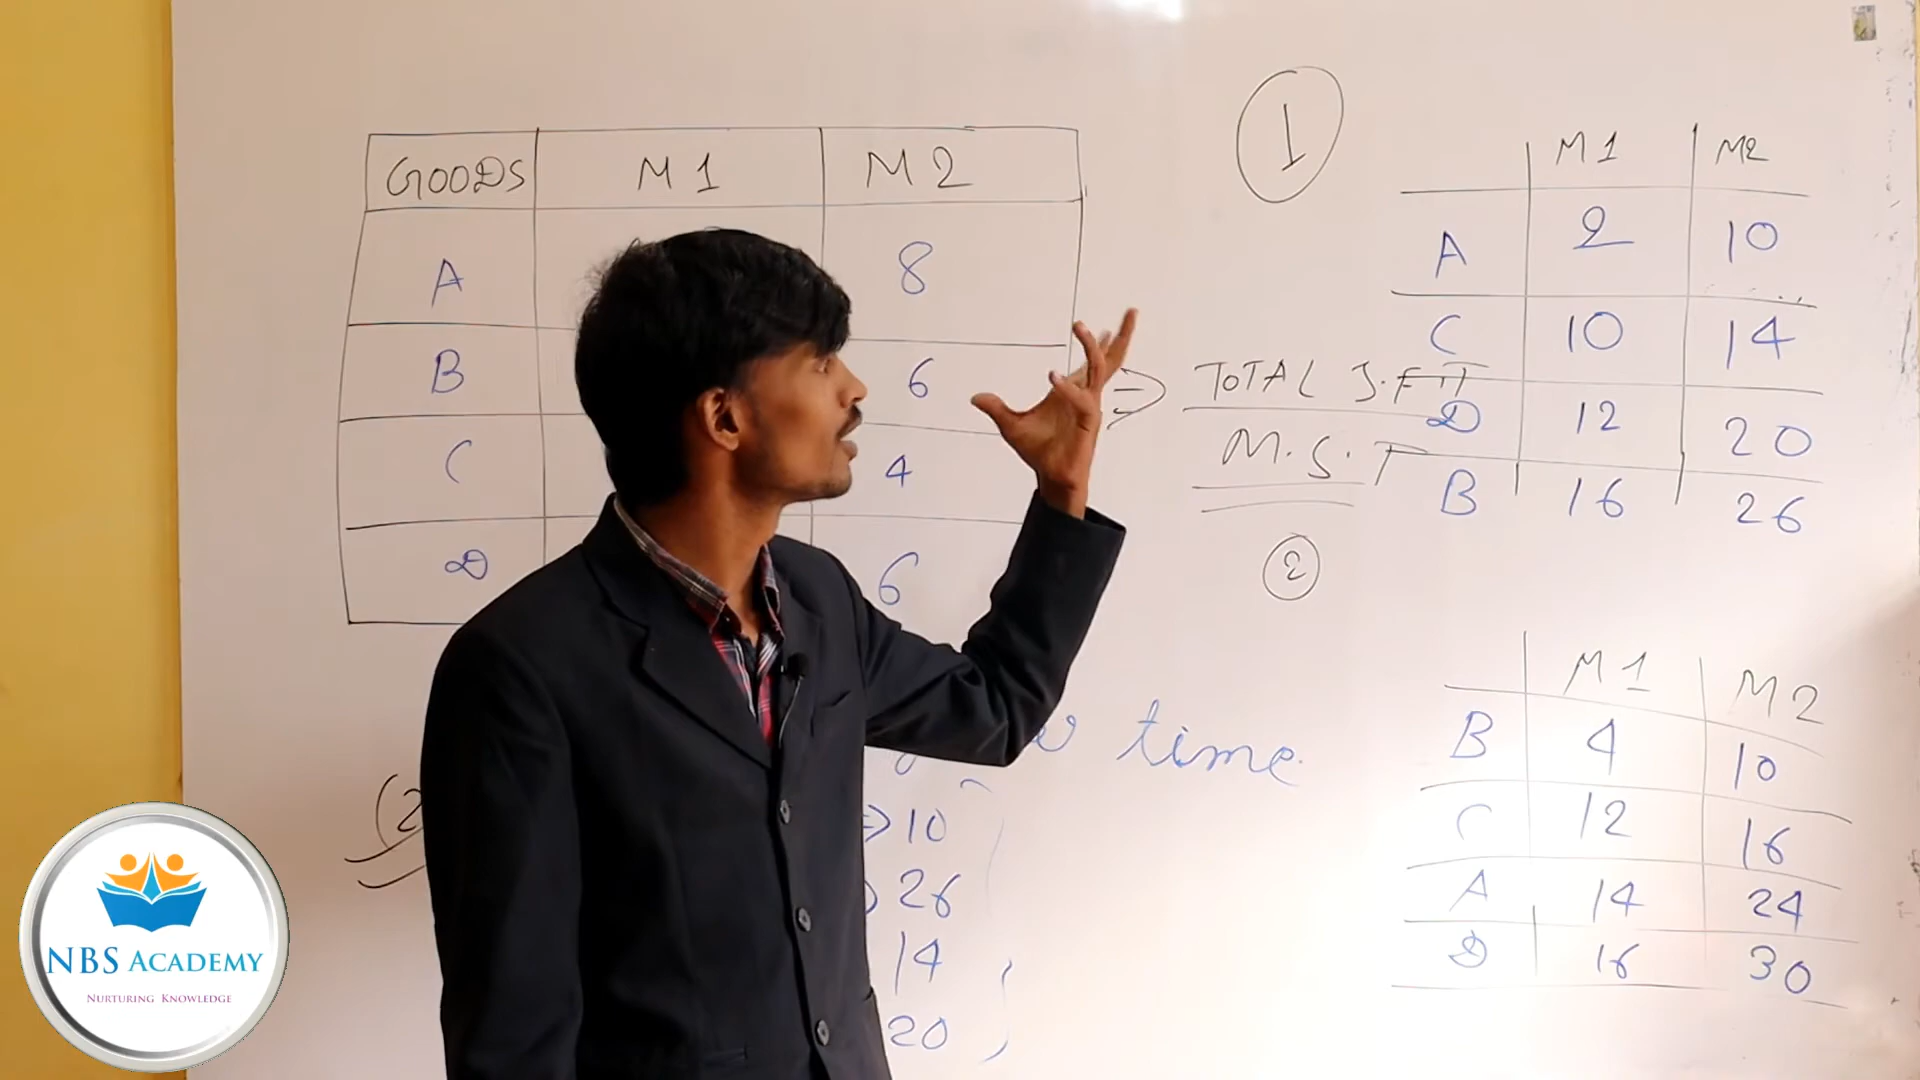 GOODS M1 M2
A 8
B 6
C 4
D 6
1
M1 M2
A 2 10
C 10 14
D 12 20
B 16 26
TOTAL
M.S.T
2
M1 M2
B 4 10
C 12 16
A 14 24
D 16 30
time
(2
10
26
14
20
NBS ACADEMY
NURTURING KNOWLEDGE